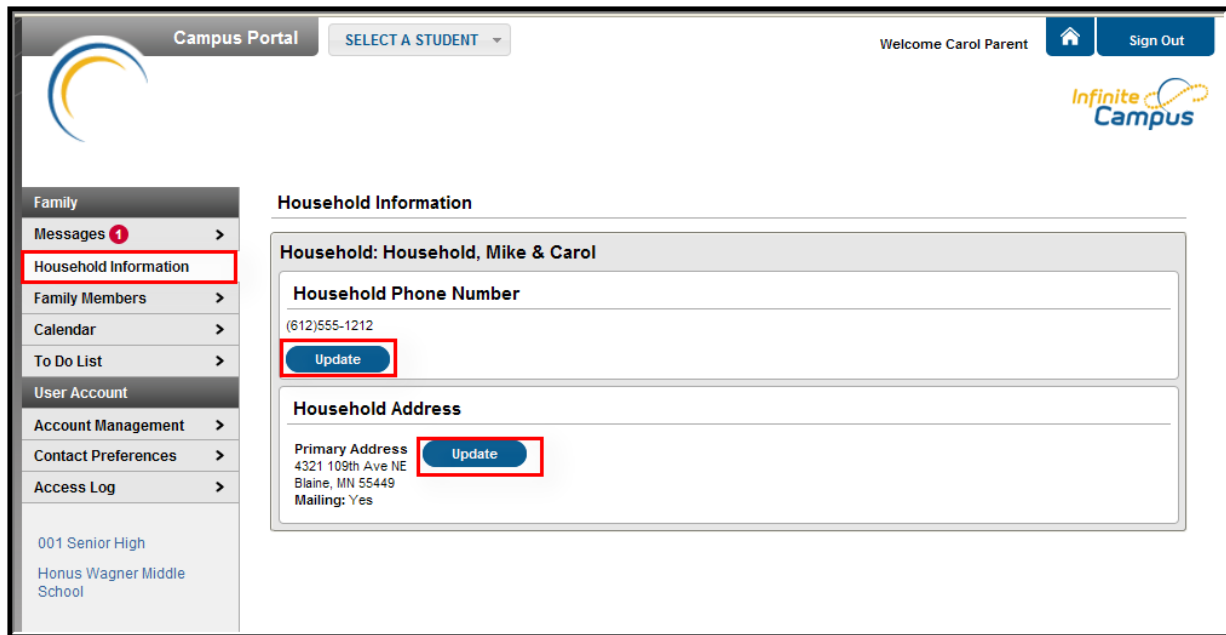 Campus Portal
SELECT A STUDENT
Welcome Carol Parent
Sign Out
Infinite
Campus
Family
Messages 1
Household Information
Family Members
Calendar
To Do List
User Account
Account Management
Contact Preferences
Access Log
001 Senior High
Honus Wagner Middle
School
Household Information
Household: Household, Mike & Carol
Household Phone Number
(612)555-1212
Update
Household Address
Primary Address
Update
4321 109th Ave NE
Blaine, MN 55449
Mailing: Yes